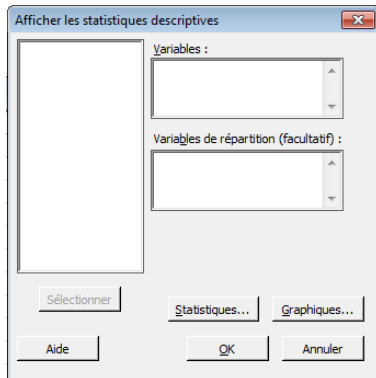 Afficher les statistiques descriptives
Variables :
Variables de répartition (facultatif) :
Sélectionner
Statistiques... Graphiques...
Aide OK Annuler